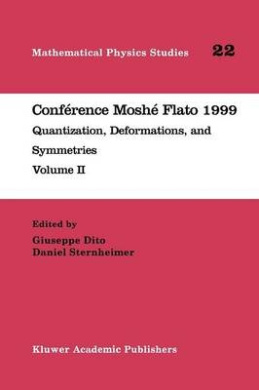 Mathematical Physics Studies 22
Conférence Moshé Flato 1999
Quantization, Deformations, and
Symmetries
Volume II
Edited by
Giuseppe Dito
Daniel Sternheimer
Kluwer Academic Publishers